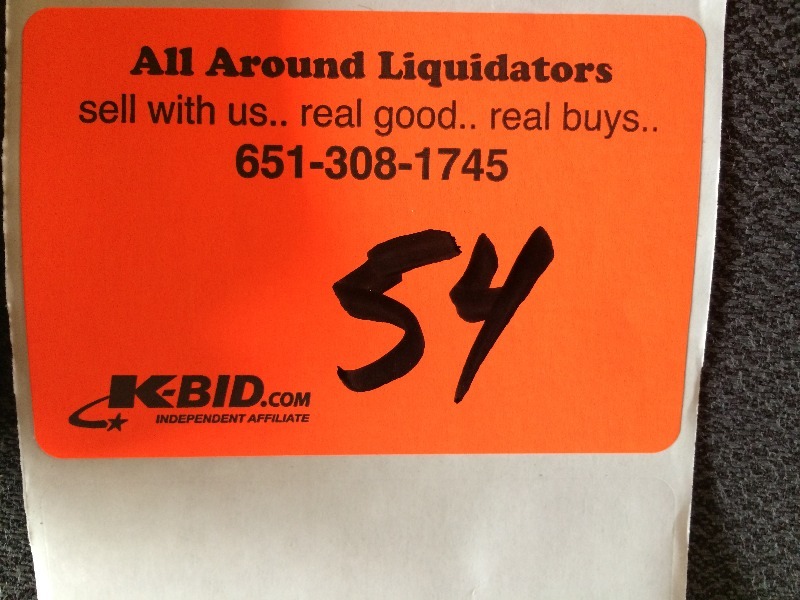 All Around Liquidators
sell with us.. real good.. real buys..
651-308-1745
54
K-BID.COM
INDEPENDENT AFFILIATE